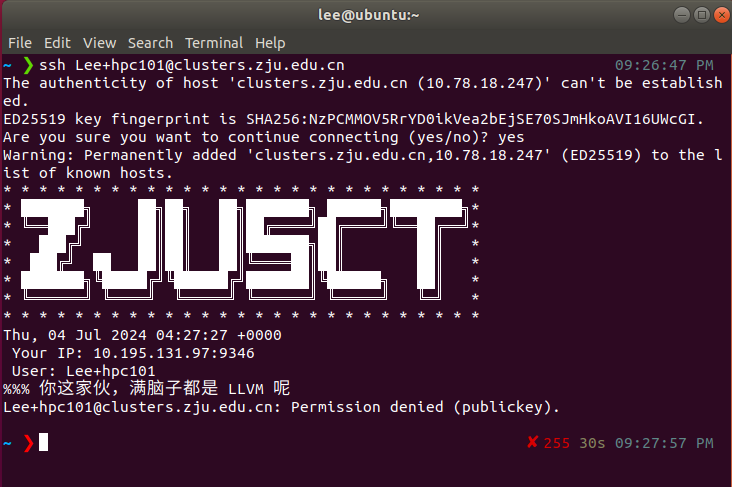 lee@ubuntu:~
File Edit View Search Terminal Help
~ ❯ssh Lee+hpc101@clusters.zju.edu.cn 09:26:47 PM
The authenticity of host 'clusters.zju.edu.cn (10.78.18.247)' can't be establish
ed.
ED25519 key fingerprint is SHA256:NzPCMMOV5RrYD0ikVea2bEjSE70SJmHkoAVI16UWcGI.
Are you sure you want to continue connecting (yes/no)? yes
Warning: Permanently added 'clusters.zju.edu.cn,10.78.18.247' (ED25519) to the l
ist of known hosts.
* * * * * * * * * * * * * * * * * * * * * * * * * * *
ZJUSCT
* * * * * * * * * * * * * * * * * * * * * * * * * * *
Thu, 04 Jul 2024 04:27:27 +0000
Your IP: 10.195.131.97:9346
User: Lee+hpc101
%%% 你这家伙，满脑子都是 LLVM 呢
Lee+hpc101@clusters.zju.edu.cn: Permission denied (publickey).
~ ❯ ✘ 255 30s 09:27:57 PM